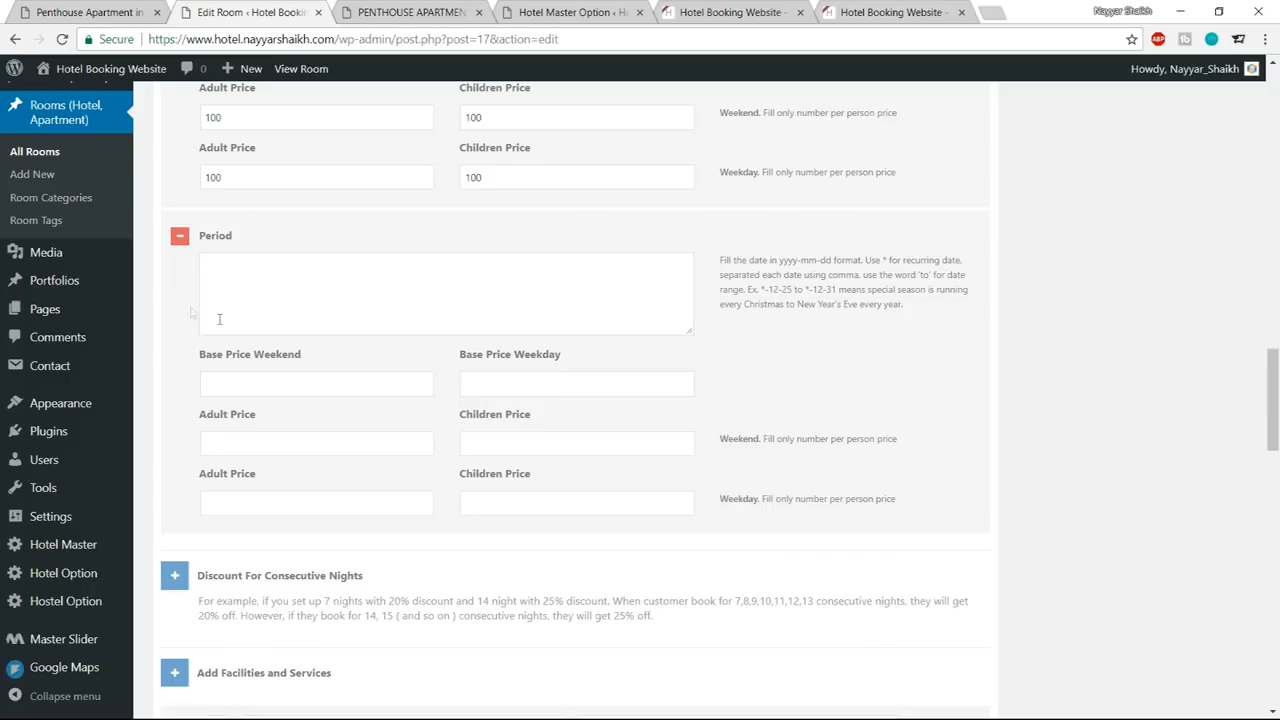 Penthouse Apartment in
Edit Room ‹ Hotel Bookin
PENTHOUSE APARTMEN
Hotel Master Option ‹ H
Hotel Booking Website –
Hotel Booking Website –
Nayyar Shaikh
Secure
https://www.hotel.nayyarshaikh.com/wp-admin/post.php?post=17&action=edit
ABP
Hotel Booking Website
0
New
View Room
Howdy, Nayyar_Shaikh
Rooms (Hotel,
Apartment)
All Rooms
Add New
Room Categories
Room Tags
Media
Portfolios
Pages
Comments
Contact
Appearance
Plugins
Users
Tools
Settings
Hotel Master
Hotel Option
Hostel Option
Master Slider
Google Maps
Collapse menu
Adult Price
Children Price
100
100
Weekend. Fill only number per person price
Adult Price
Children Price
100
100
Weekday. Fill only number per person price
Period
Fill the date in yyyy-mm-dd format. Use * for recurring date,
separated each date using comma, use the word 'to' for date
range. Ex. *-12-25 to *-12-31 means special season is running
every Christmas to New Year's Eve every year.
Base Price Weekend
Base Price Weekday
Adult Price
Children Price
Weekend. Fill only number per person price
Adult Price
Children Price
Weekday. Fill only number per person price
Discount For Consecutive Nights
For example, if you set up 7 nights with 20% discount and 14 night with 25% discount. When customer book for 7,8,9,10,11,12,13 consecutive nights, they will get
20% off. However, if they book for 14, 15 ( and so on ) consecutive nights, they will get 25% off.
Add Facilities and Services